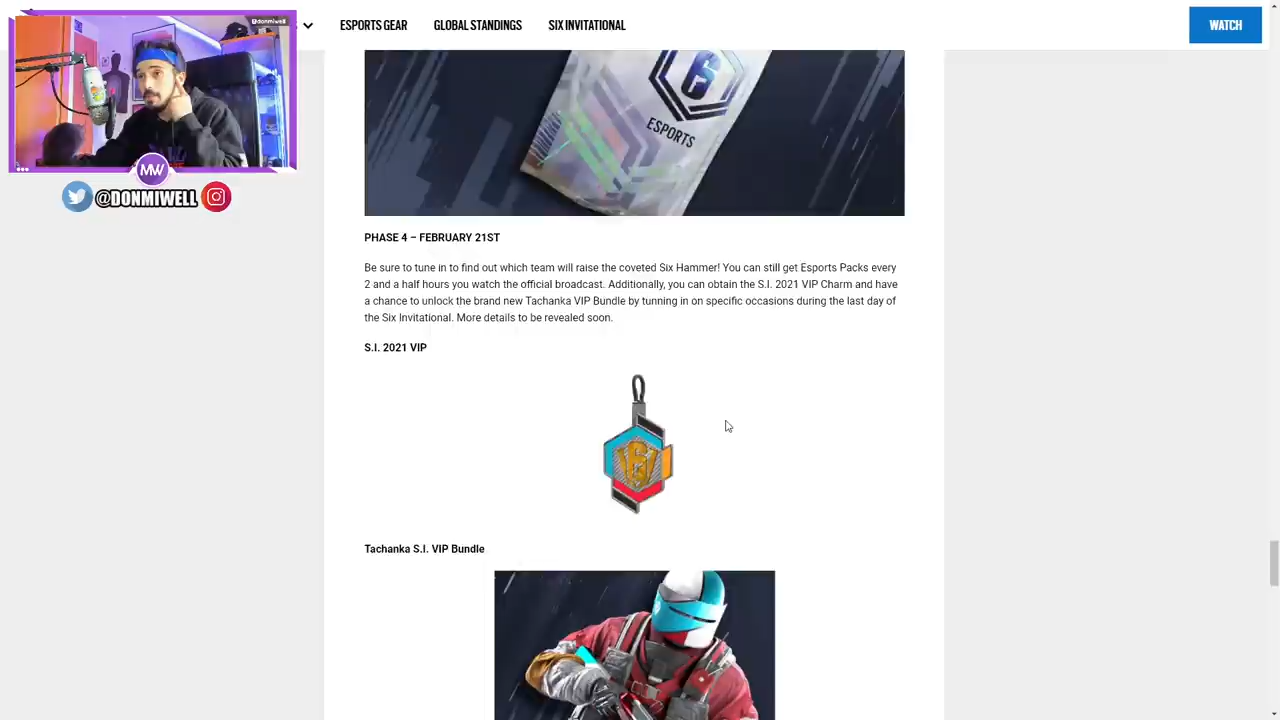 @donmiwell
ESPORTS GEAR
GLOBAL STANDINGS
SIX INVITATIONAL
WATCH
MW
@DONMIWELL
ESPORTS
PHASE 4 – FEBRUARY 21ST
Be sure to tune in to find out which team will raise the coveted Six Hammer! You can still get Esports Packs every
2 and a half hours you watch the official broadcast. Additionally, you can obtain the S.I. 2021 VIP Charm and have
a chance to unlock the brand new Tachanka VIP Bundle by tunning in on specific occasions during the last day of
the Six Invitational. More details to be revealed soon.
S.I. 2021 VIP
Tachanka S.I. VIP Bundle